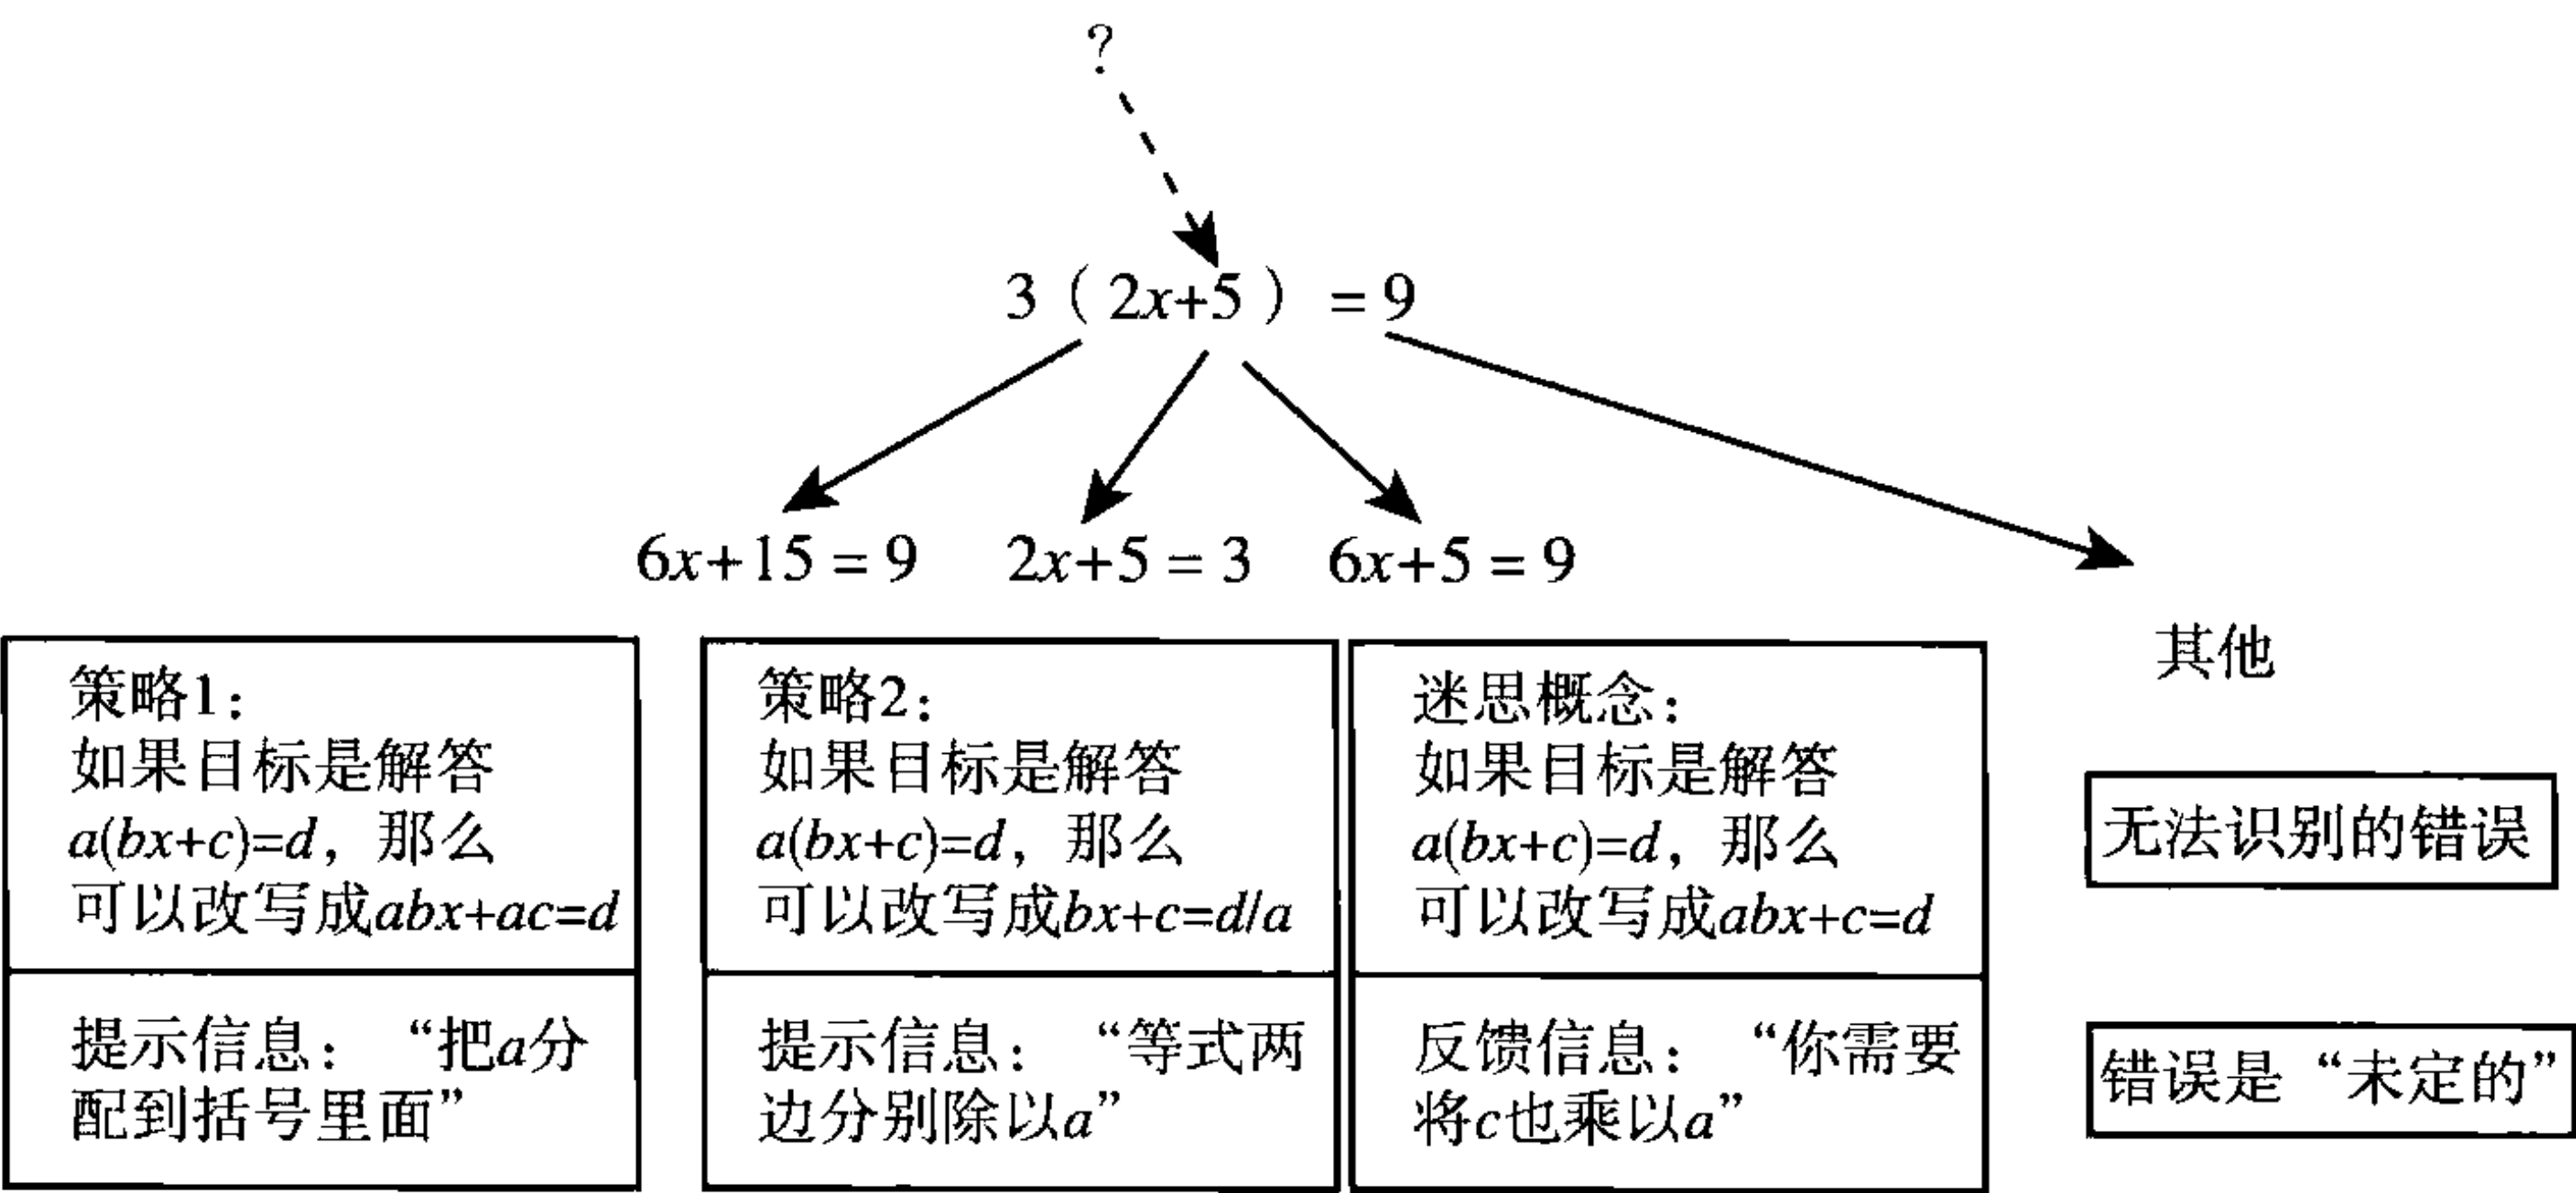 ?
3（2x+5） = 9
6x+15 = 9
2x+5 = 3
6x+5 = 9
其他
策略1：
如果目标是解答
a(bx+c)=d，那么
可以改写成abx+ac=d
提示信息： “把a分
配到括号里面”
策略2：
如果目标是解答
a(bx+c)=d，那么
可以改写成bx+c=d/a
提示信息： “等式两
边分别除以a”
迷思概念：
如果目标是解答
a(bx+c)=d，那么
可以改写成abx+c=d
反馈信息： “你需要
将c也乘以a”
无法识别的错误
错误是“未定的”